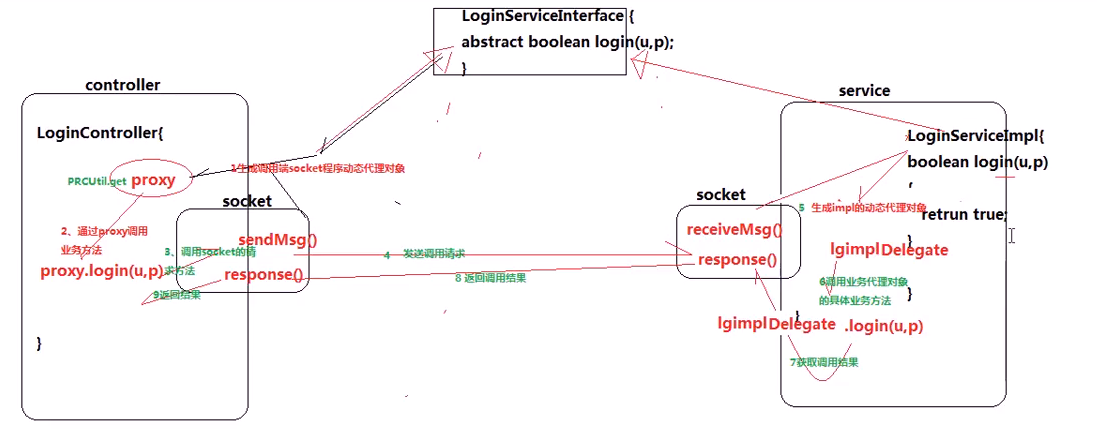 LoginServiceInterface {
abstract boolean login(u,p);
}
controller
LoginController{
PRCUtil.get proxy
1生成调用端socket程序动态代理对象
2、通过proxy调用
业务方法
proxy.login(u,p)
socket
sendMsg()
3、调用socket的请
求方法
response()
9返回结果
}
4 发送调用请求
8 返回调用结果
service
LoginServiceImpl{
boolean login(u,p)
{
retrun true;
}
socket
receiveMsg()
response()
5 生成impl的动态代理对象
lgimplDelegate
6调用业务代理对象
的具体业务方法
}
}
lgimplDelegate .login(u,p)
7获取调用结果